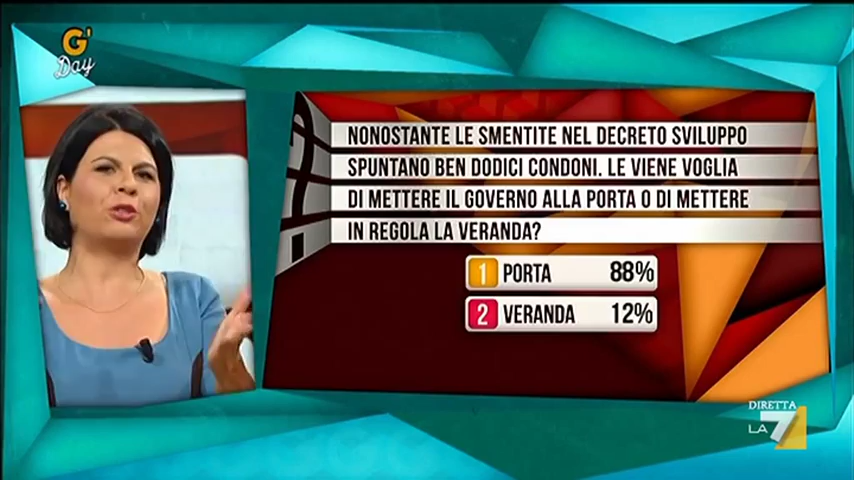 G'
Day
NONOSTANTE LE SMENTITE NEL DECRETO SVILUPPO
SPUNTANO BEN DODICI CONDONI. LE VIENE VOGLIA
DI METTERE IL GOVERNO ALLA PORTA O DI METTERE
IN REGOLA LA VERANDA?
1 PORTA 88%
2 VERANDA 12%
DIRETTA
LA 7